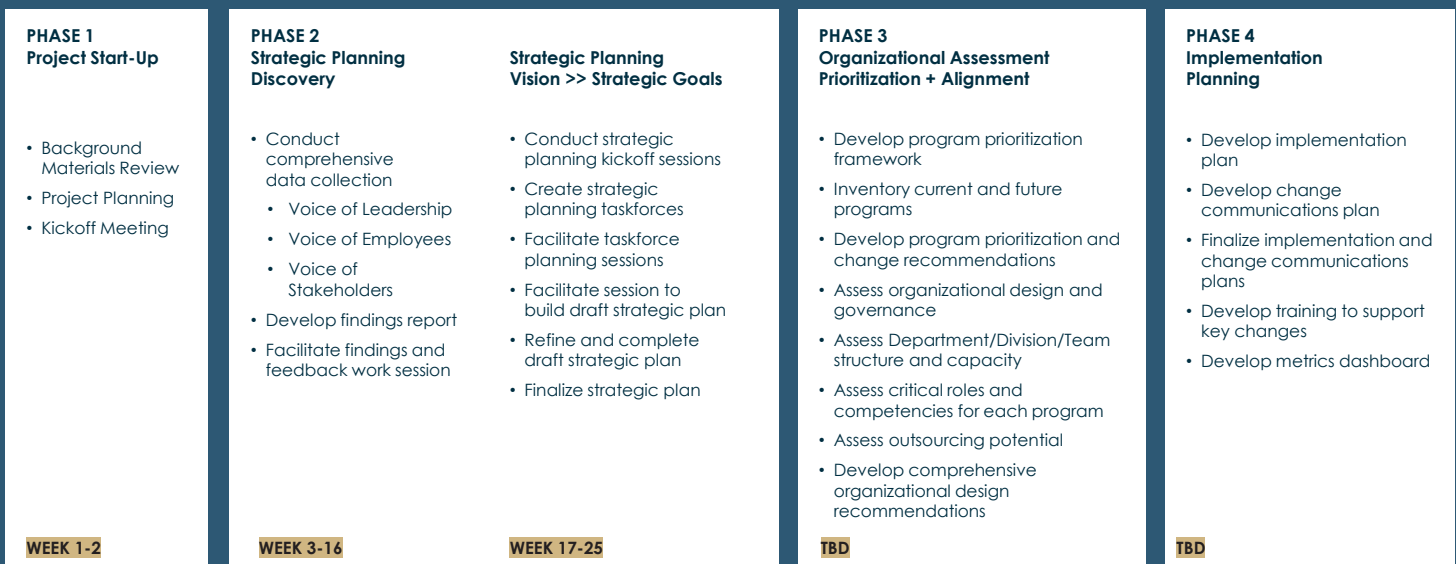 PHASE 1
Project Start-Up
• Background
Materials Review
• Project Planning
• Kickoff Meeting
WEEK 1-2
PHASE 2
Strategic Planning
Discovery
• Conduct
comprehensive
data collection
• Voice of Leadership
• Voice of Employees
• Voice of
Stakeholders
• Develop findings report
• Facilitate findings and
feedback work session
WEEK 3-16
Strategic Planning
Vision >> Strategic Goals
• Conduct strategic
planning kickoff sessions
• Create strategic
planning taskforces
• Facilitate taskforce
planning sessions
• Facilitate session to
build draft strategic plan
• Refine and complete
draft strategic plan
• Finalize strategic plan
WEEK 17-25
PHASE 3
Organizational Assessment
Prioritization + Alignment
• Develop program prioritization
framework
• Inventory current and future
programs
• Develop program prioritization and
change recommendations
• Assess organizational design and
governance
• Assess Department/Division/Team
structure and capacity
• Assess critical roles and
competencies for each program
• Assess outsourcing potential
• Develop comprehensive
organizational design
recommendations
TBD
PHASE 4
Implementation
Planning
• Develop implementation
plan
• Develop change
communications plan
• Finalize implementation and
change communications
plans
• Develop training to support
key changes
• Develop metrics dashboard
TBD